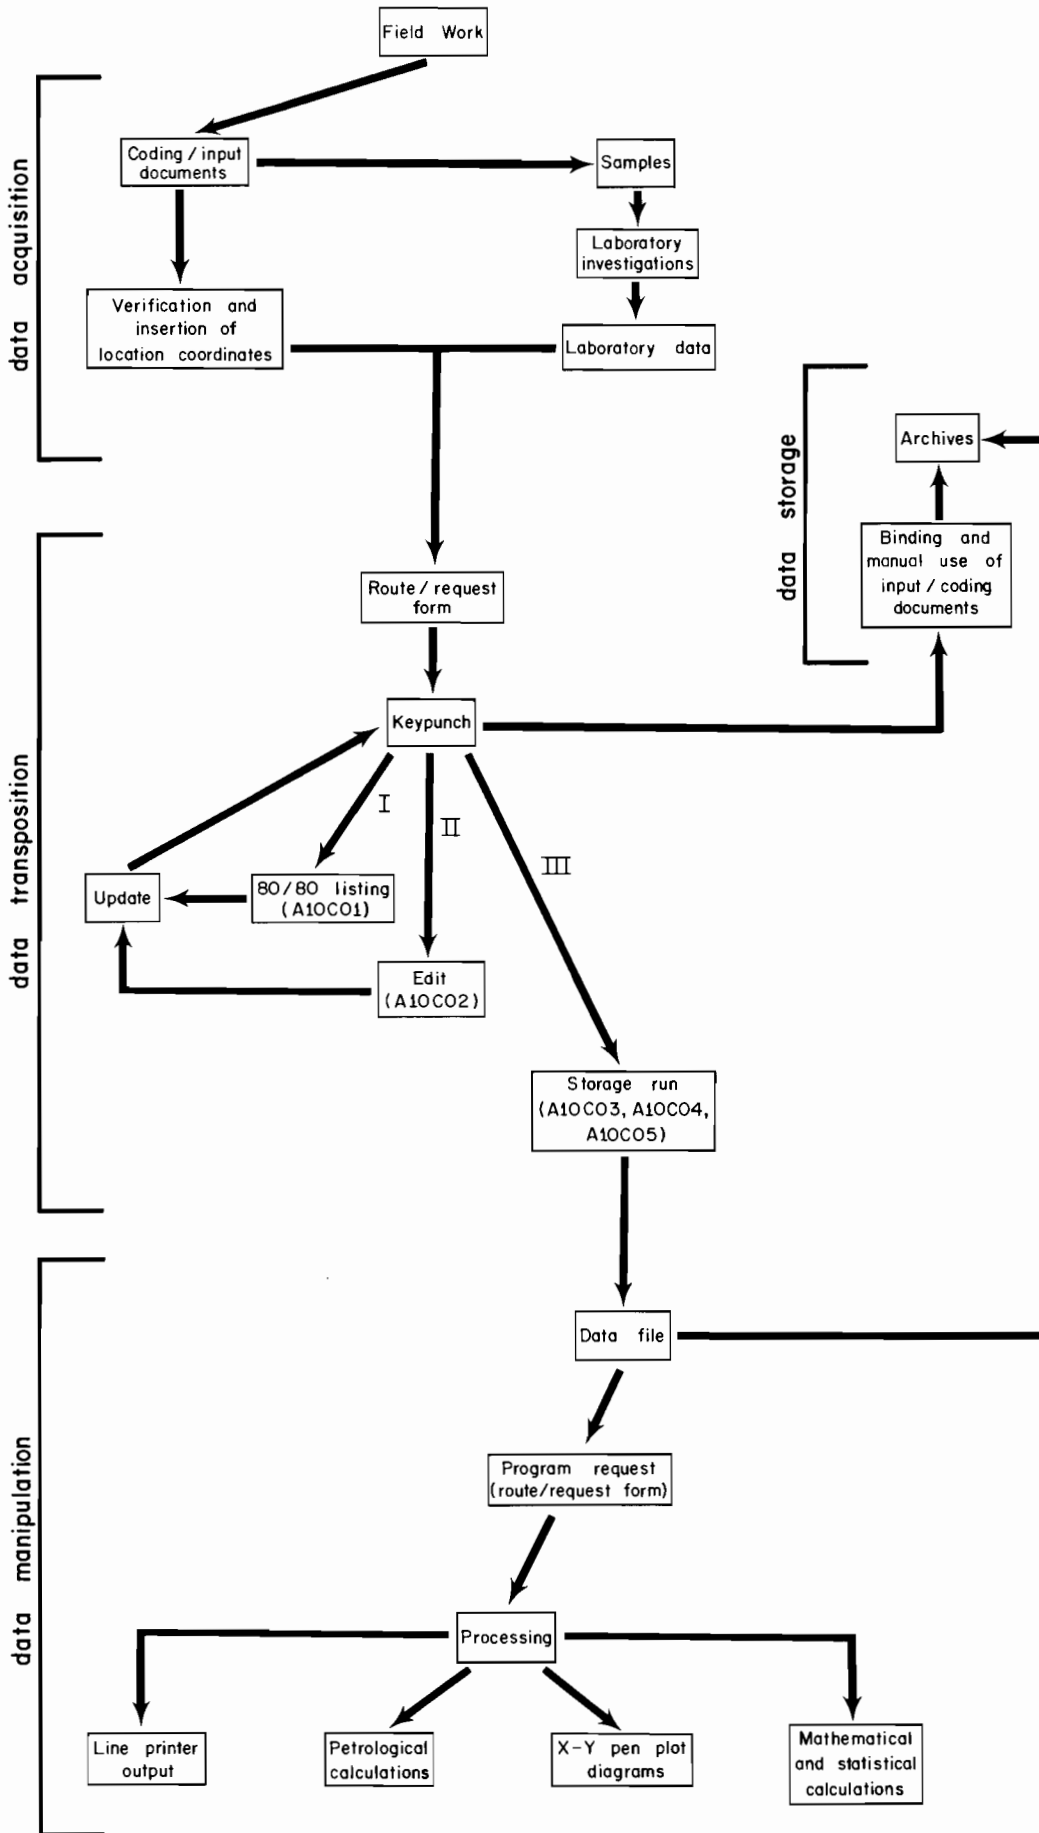 Field Work
data acquisition
Coding / input
documents
Samples
Laboratory
investigations
Verification and
insertion of
location coordinates
Laboratory data
data storage
Archives
Binding and
manual use of
input / coding
documents
data transposition
Route / request
form
Keypunch
I
II
III
Update
80/80 listing
(A10C01)
Edit
(A10C02)
Storage run
(A10C03, A10C04,
A10C05)
data manipulation
Data file
Program request
(route/request form)
Processing
Line printer
output
Petrological
calculations
X-Y pen plot
diagrams
Mathematical
and statistical
calculations